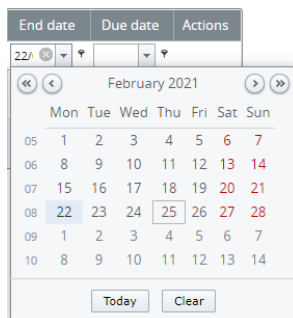 End date Due date Actions
22/
February 2021
Mon Tue Wed Thu Fri Sat Sun
05 1 2 3 4 5 6 7
06 8 9 10 11 12 13 14
07 15 16 17 18 19 20 21
08 22 23 24 25 26 27 28
09 1 2 3 4 5 6 7
10 8 9 10 11 12 13 14
Today Clear